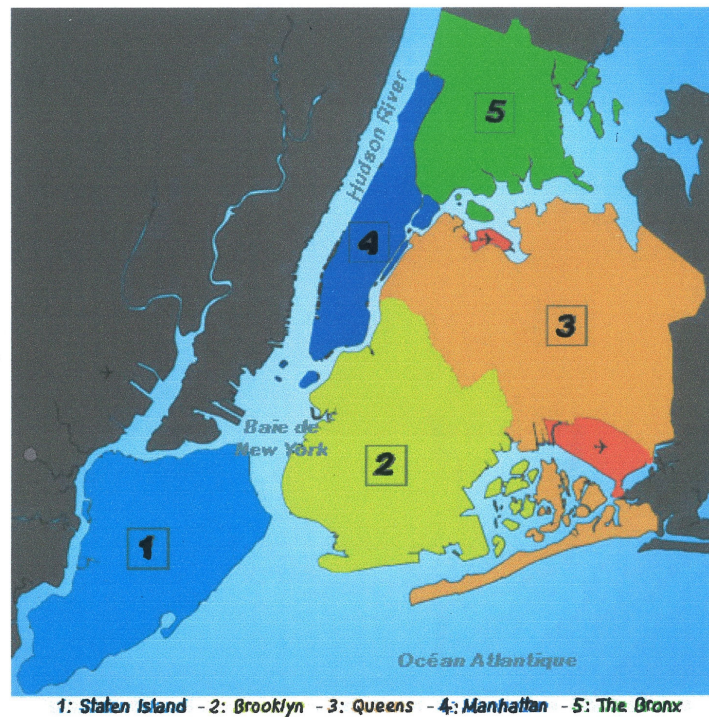 Hudson River
5
4
3
Baie de
New York
2
1
Océan Atlantique
1: Staten Island - 2: Brooklyn - 3: Queens - 4: Manhattan - 5: The Bronx